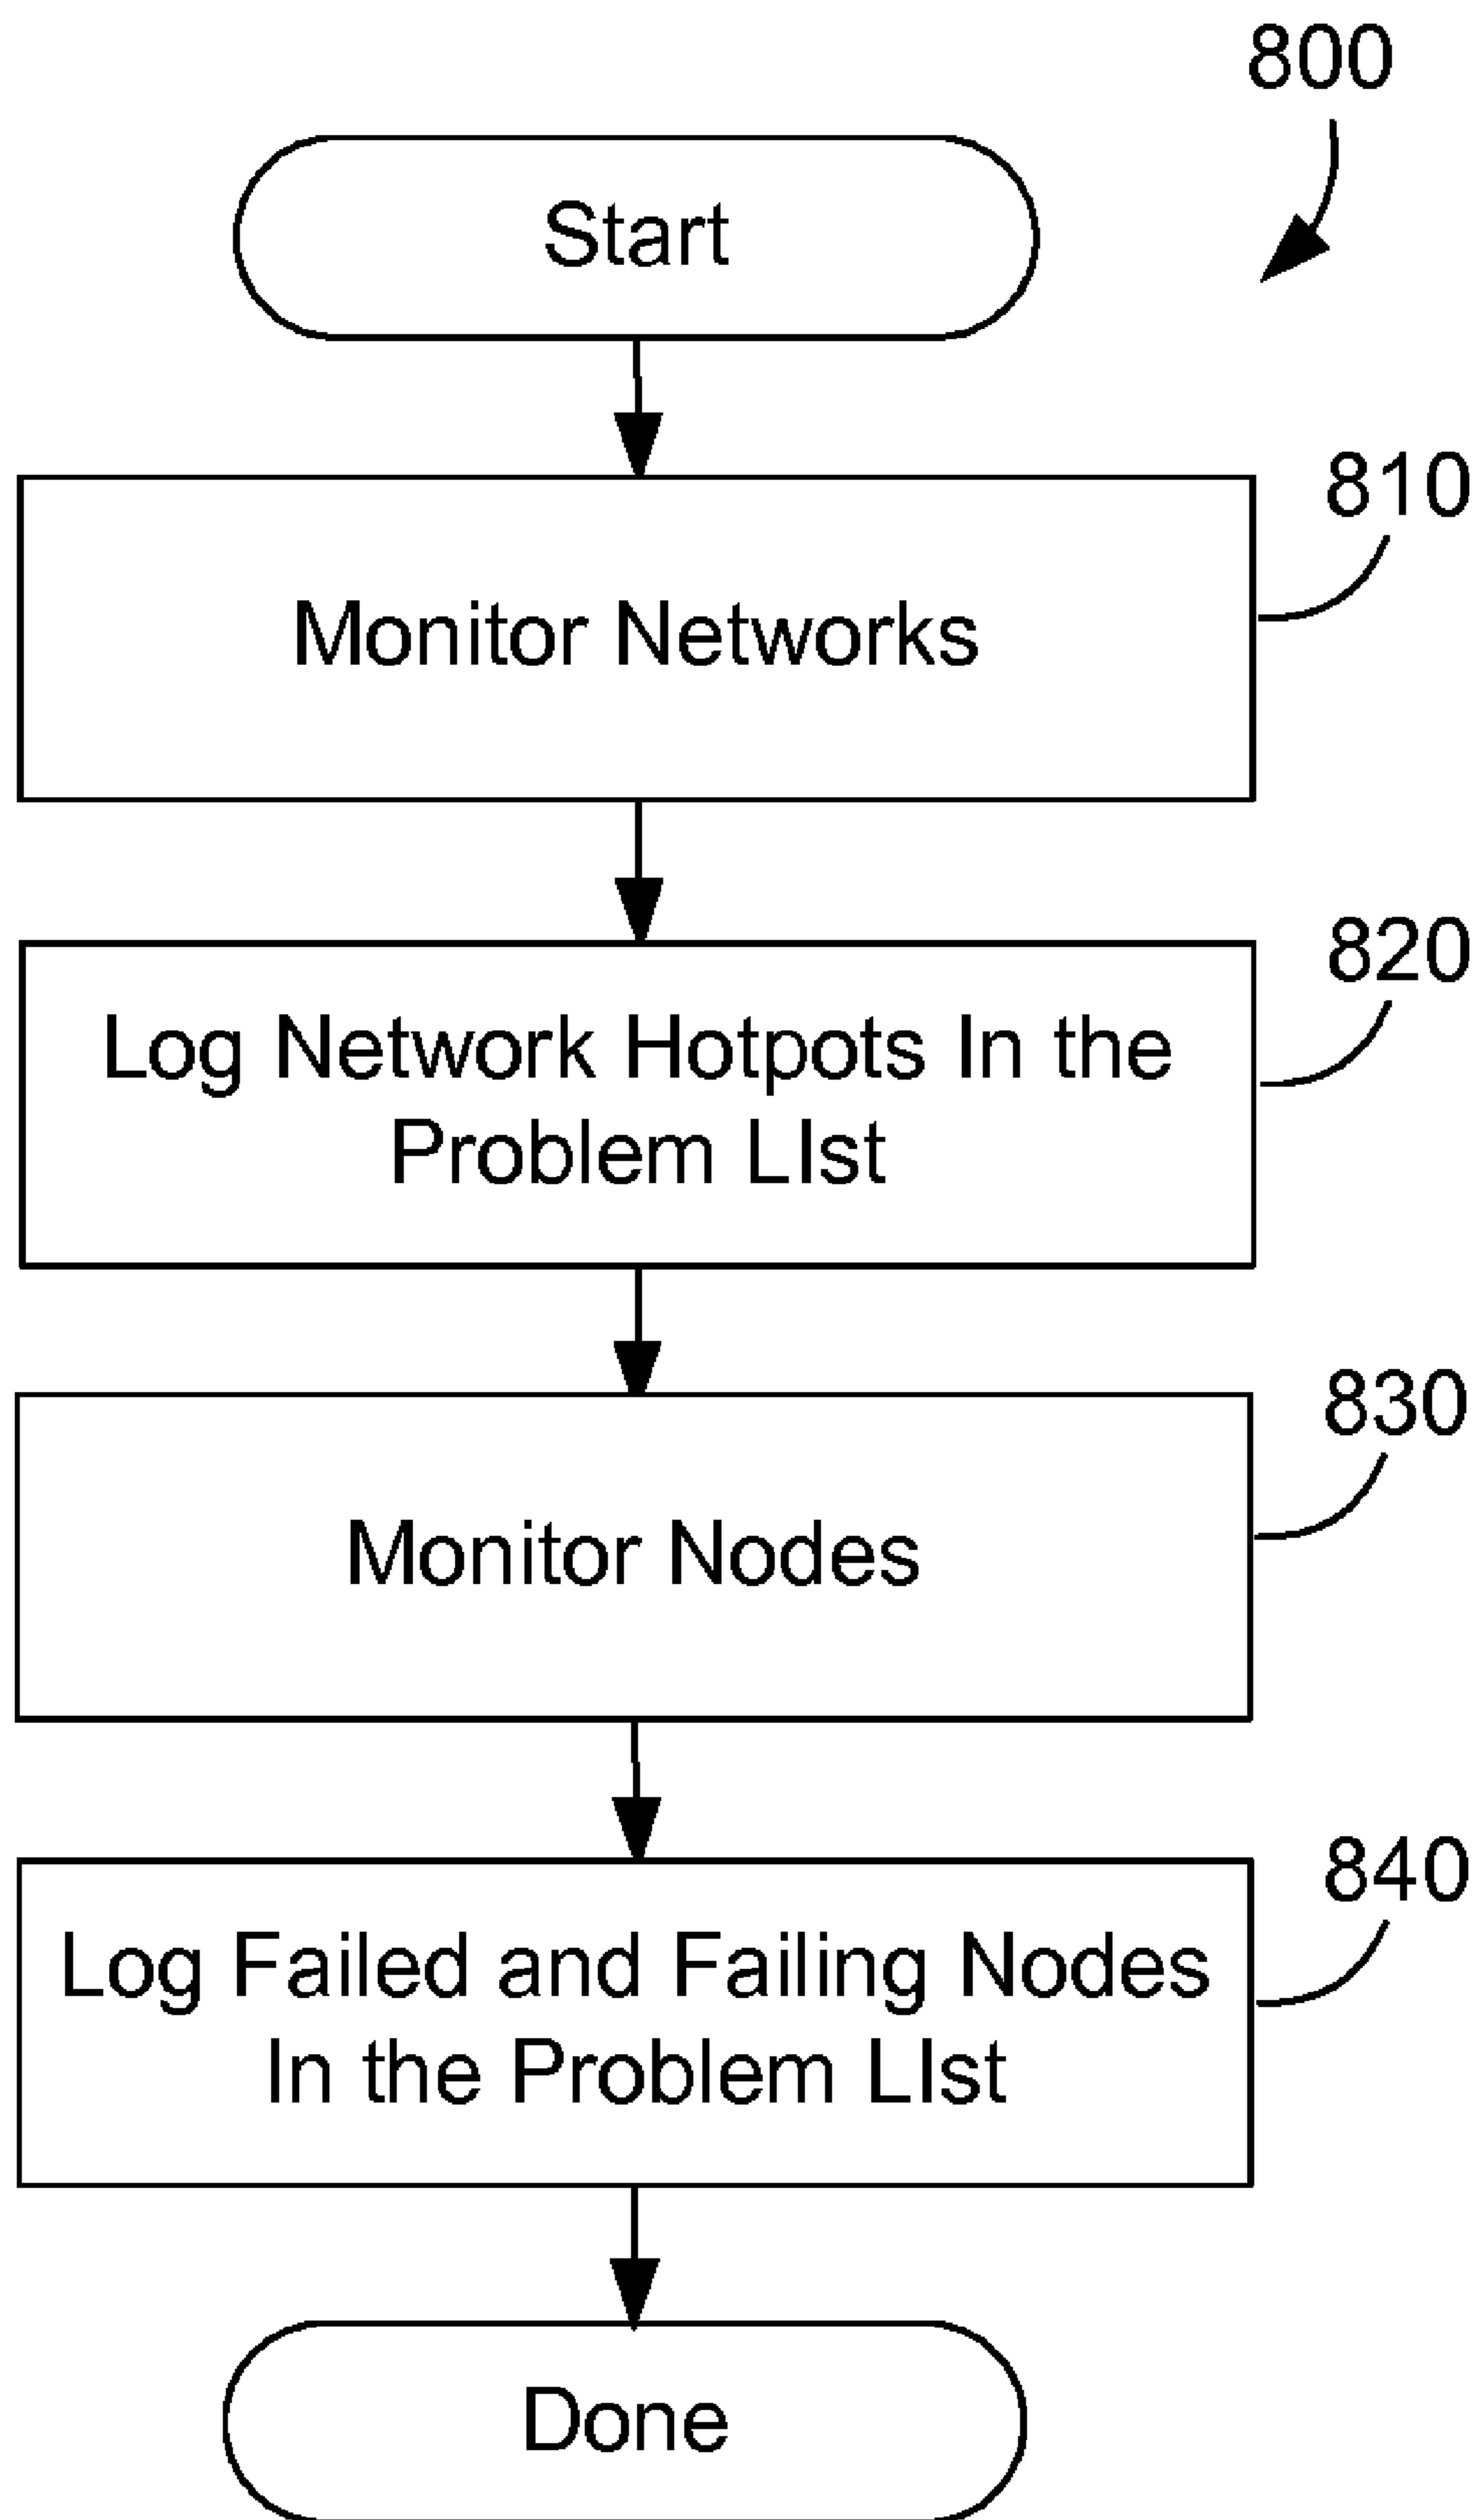 800
Start
810
Monitor Networks
820
Log Network Hotpots In the
Problem LIst
830
Monitor Nodes
840
Log Failed and Failing Nodes
In the Problem LIst
Done